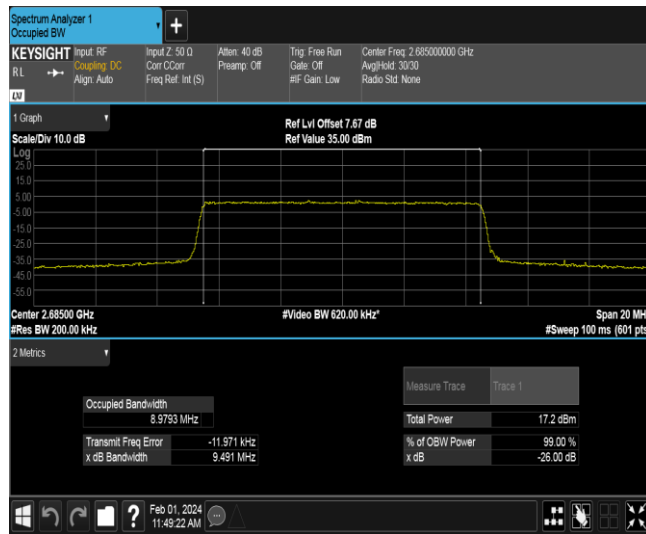 Spectrum Analyzer 1
Occupied BW
KEYSIGHT Input: RF Input Z: 50 Ω Atten: 40 dB Trig: Free Run Center Freq: 2.685000000 GHz
RL Coupling: DC Corr CCorr Preamp: Off Gate: Off Avg|Hold: 30/30
Align: Auto Freq Ref: Int (S) #IF Gain: Low Radio Std: None
LXI
1 Graph
Scale/Div 10.0 dB
Ref Lvl Offset 7.67 dB
Ref Value 35.00 dBm
Log
25.0
15.0
5.00
-5.00
-15.0
-25.0
-35.0
-45.0
-55.0
Center 2.68500 GHz #Video BW 620.00 kHz* Span 20 MH
#Res BW 200.00 kHz #Sweep 100 ms (601 pts
2 Metrics
Measure Trace Trace 1
Occupied Bandwidth
8.9793 MHz
Total Power 17.2 dBm
Transmit Freq Error -11.971 kHz % of OBW Power 99.00 %
x dB Bandwidth 9.491 MHz x dB -26.00 dB
Feb 01, 2024
11:49:22 AM